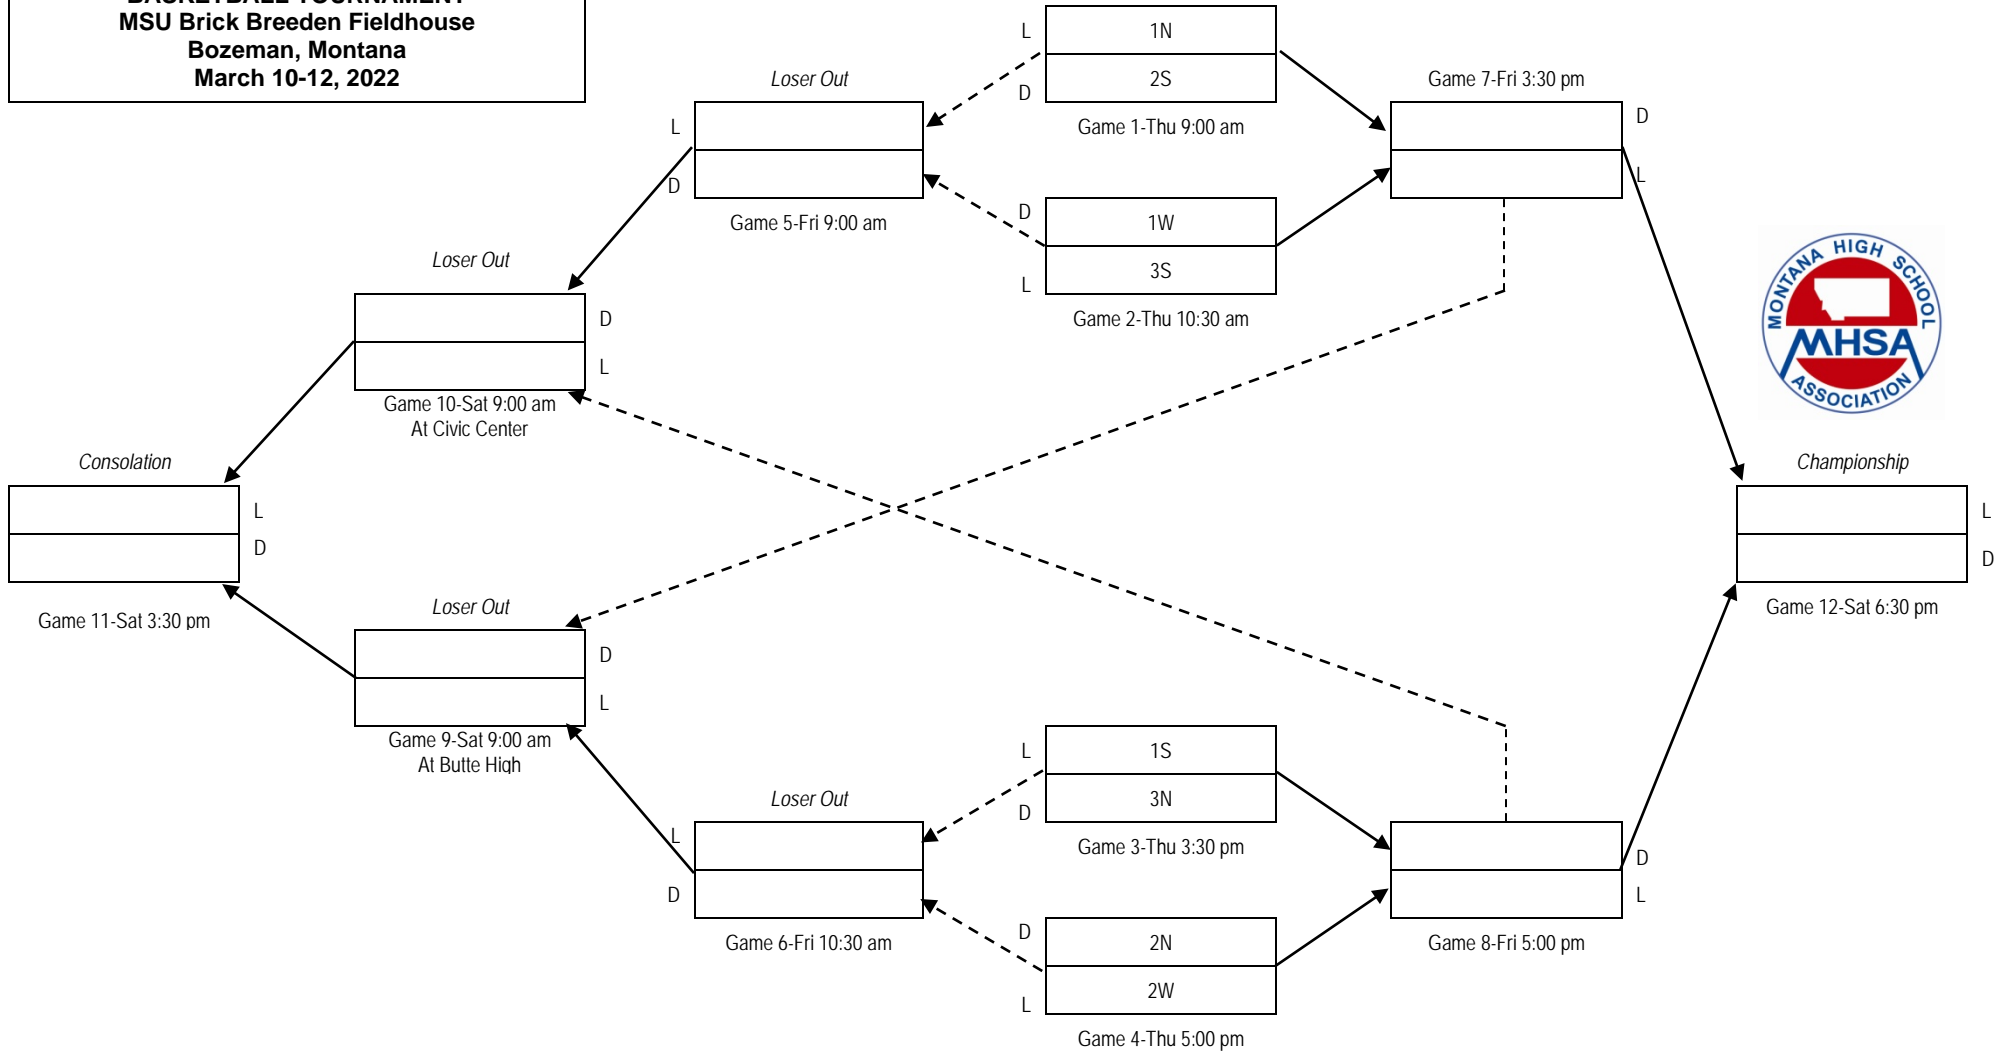 BASKETBALL TOURNAMENT
MSU Brick Breeden Fieldhouse
Bozeman, Montana
March 10-12, 2022
L
1N
D
2S
Game 1-Thu 9:00 am
Loser Out
L
D
Game 5-Fri 9:00 am
Game 7-Fri 3:30 pm
D
L
D
1W
L
3S
Game 2-Thu 10:30 am
Loser Out
D
L
Game 10-Sat 9:00 am
At Civic Center
MONTANA HIGH SCHOOL
MHSA
ASSOCIATION
Consolation
L
D
Game 11-Sat 3:30 pm
Championship
L
D
Game 12-Sat 6:30 pm
Loser Out
D
L
Game 9-Sat 9:00 am
At Butte High
Loser Out
L
D
Game 6-Fri 10:30 am
L
1S
D
3N
Game 3-Thu 3:30 pm
D
L
Game 8-Fri 5:00 pm
D
2N
L
2W
Game 4-Thu 5:00 pm